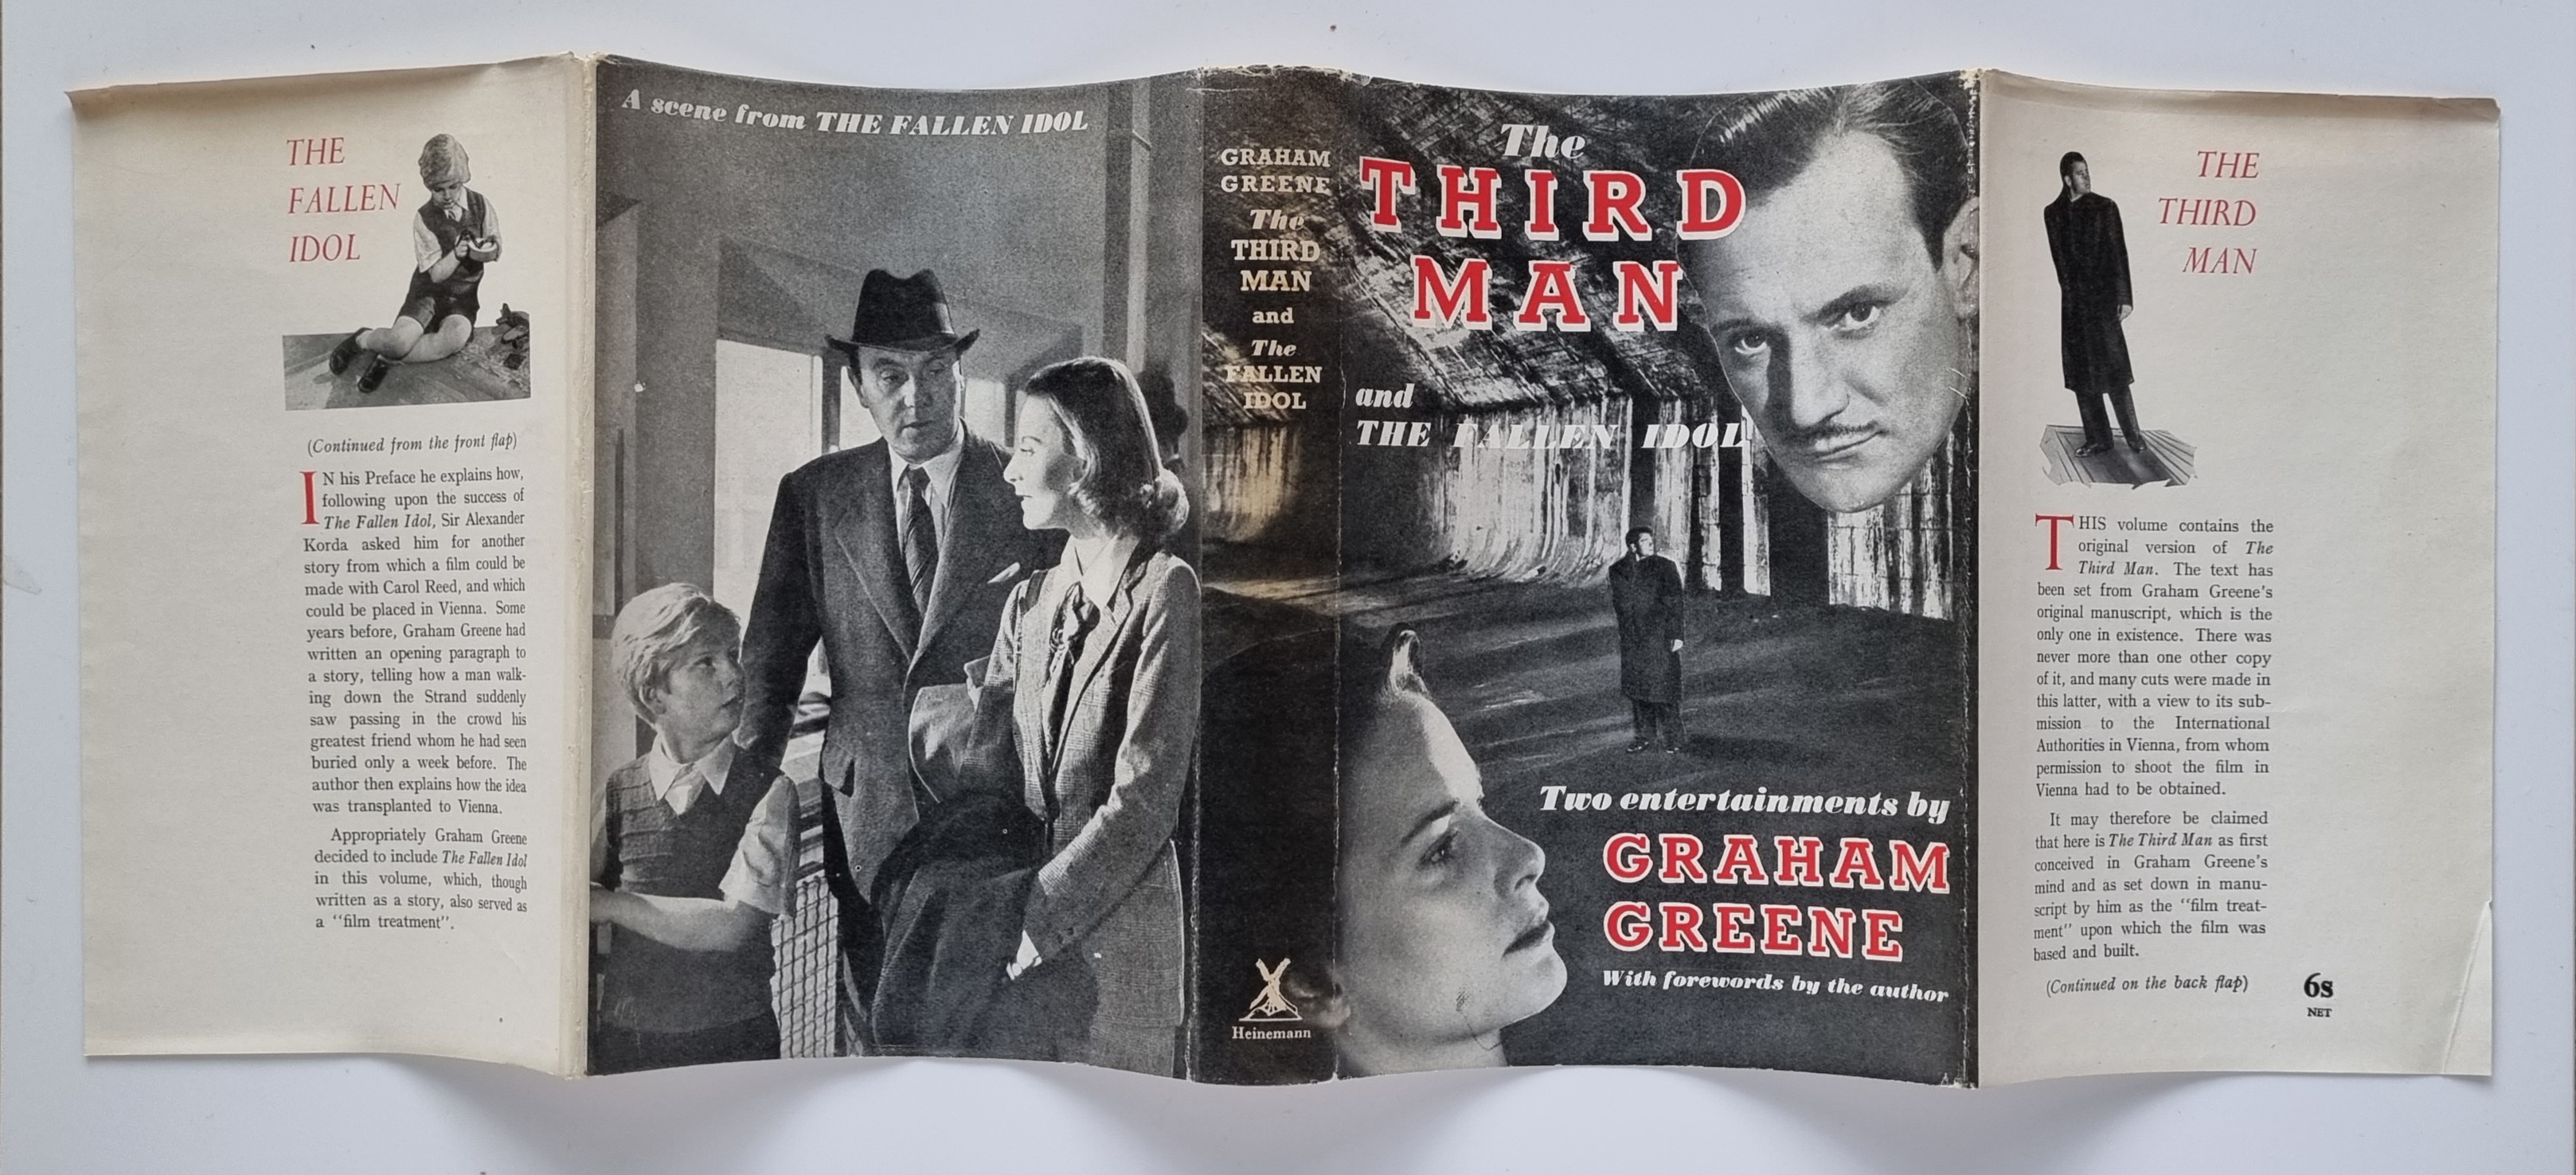 THE
FALLEN
IDOL
(Continued from the front flap)
IN his Preface he explains how,
following upon the success of
The Fallen Idol, Sir Alexander
Korda asked him for another
story from which a film could be
made with Carol Reed, and which
could be placed in Vienna. Some
years before, Graham Greene had
written an opening paragraph to
a story, telling how a man walk-
ing down the Strand suddenly
saw passing in the crowd his
greatest friend whom he had seen
buried only a week before. The
author then explains how the idea
was transplanted to Vienna.
Appropriately Graham Greene
decided to include The Fallen Idol
in this volume, which, though
written as a story, also served as
a "film treatment".
A scene from THE FALLEN IDOL
GRAHAM
GREENE
The
THIRD
MAN
and
The
FALLEN
IDOL
Heinemann
The
THIRD
MAN
and
THE FALLEN IDOL
Two entertainments by
GRAHAM
GREENE
With forewords by the author
THE
THIRD
MAN
THIS volume contains the
original version of The
Third Man. The text has
been set from Graham Greene's
original manuscript, which is the
only one in existence. There was
never more than one other copy
of it, and many cuts were made in
this latter, with a view to its sub-
mission to the International
Authorities in Vienna, from whom
permission to shoot the film in
Vienna had to be obtained.
It may therefore be claimed
that here is The Third Man as first
conceived in Graham Greene's
mind and as set down in manu-
script by him as the "film treat-
ment" upon which the film was
based and built.
(Continued on the back flap)
6s
NET